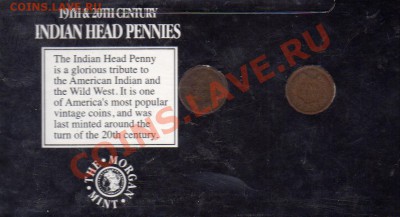 19TH & 20TH CENTURY
INDIAN HEAD PENNIES
The Indian Head Penny
is a glorious tribute to
the American Indian and
the Wild West. It is one
of America's most popular
vintage coins, and was
last minted around the
turn of the 20th century.
THE MORGAN MINT
COINS.LAVE.RU
COINS.LAVE.RU